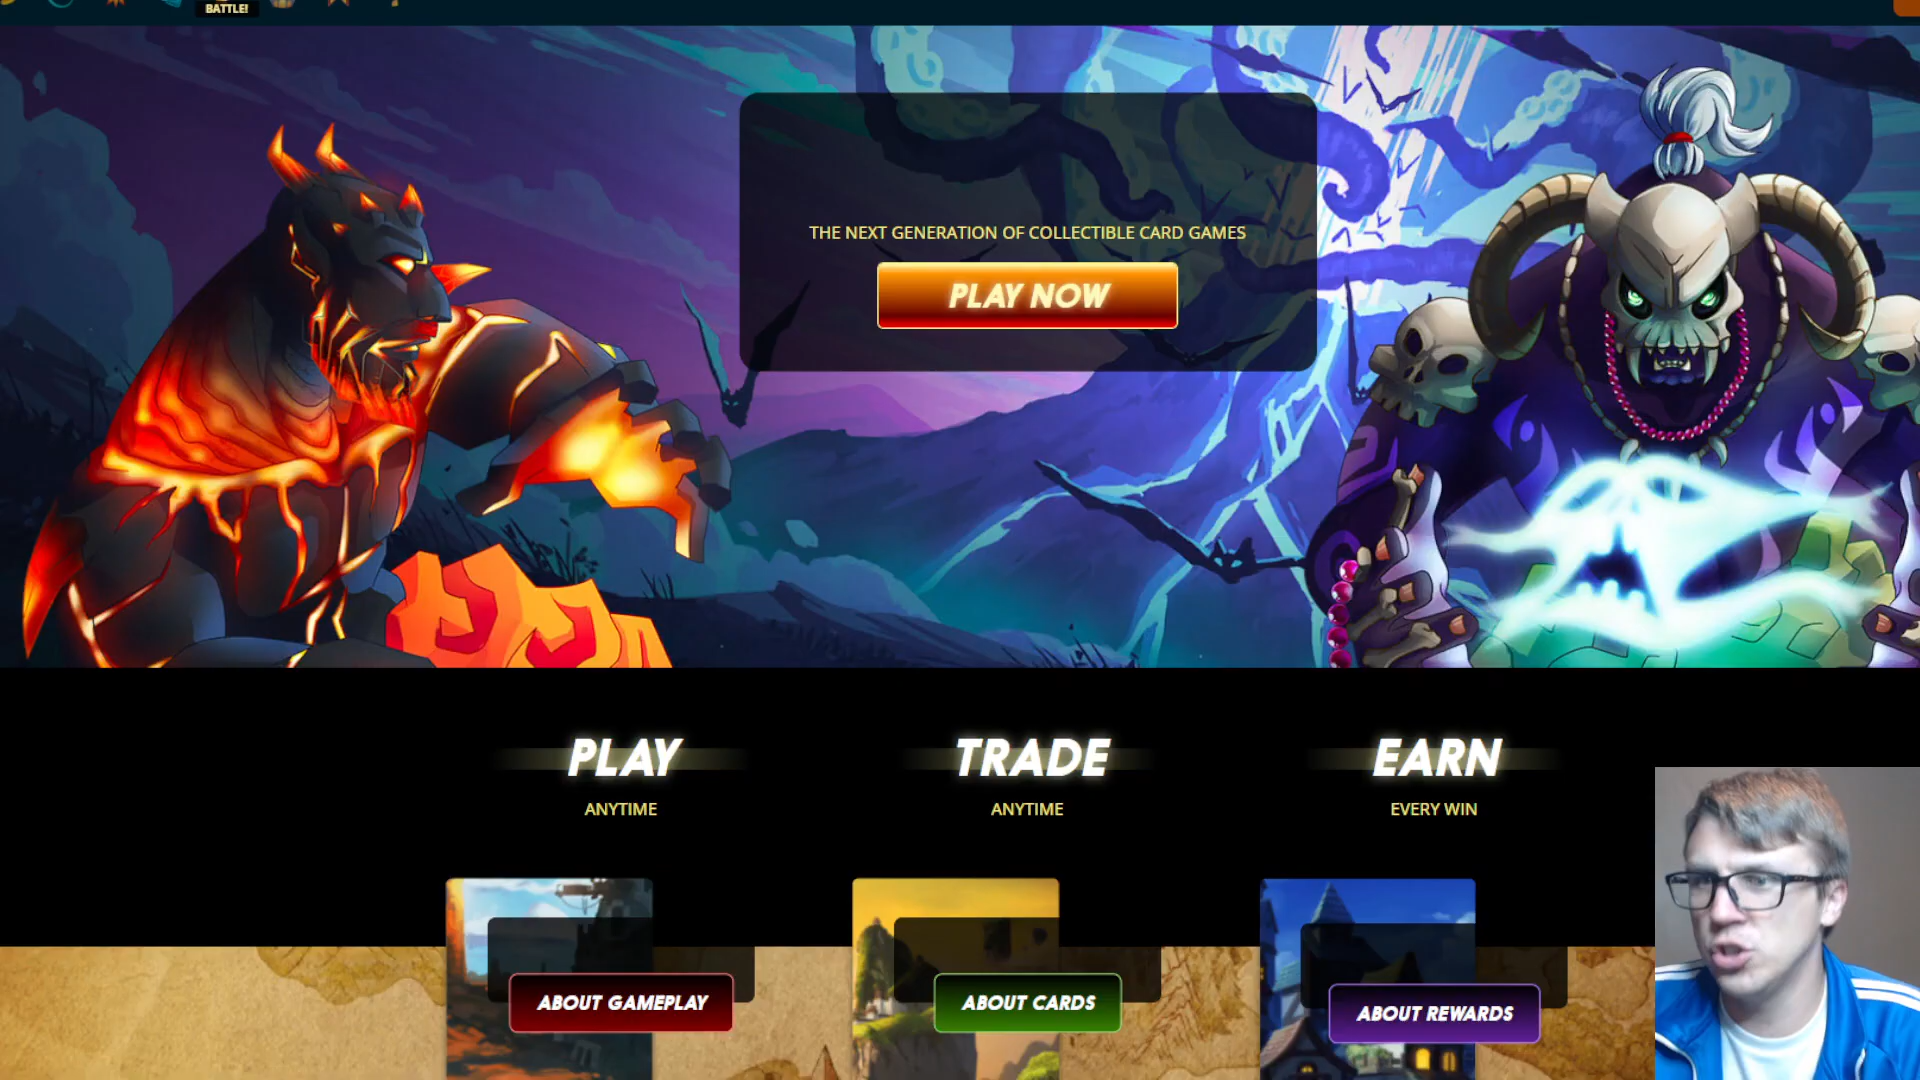 BATTLE!
THE NEXT GENERATION OF COLLECTIBLE CARD GAMES
PLAY NOW
PLAY
ANYTIME
TRADE
ANYTIME
EARN
EVERY WIN
ABOUT GAMEPLAY
ABOUT CARDS
ABOUT REWARDS